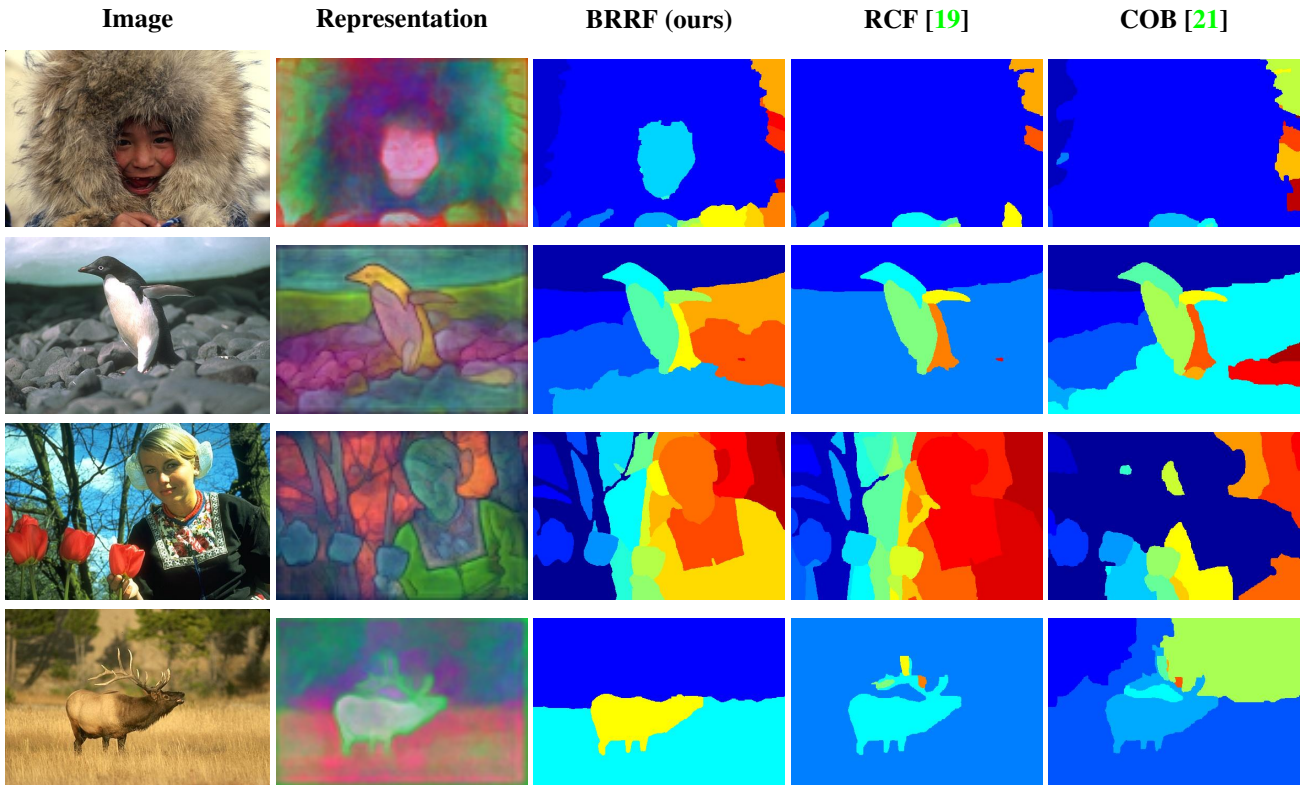 Image Representation BRRF (ours) RCF [19] COB [21]